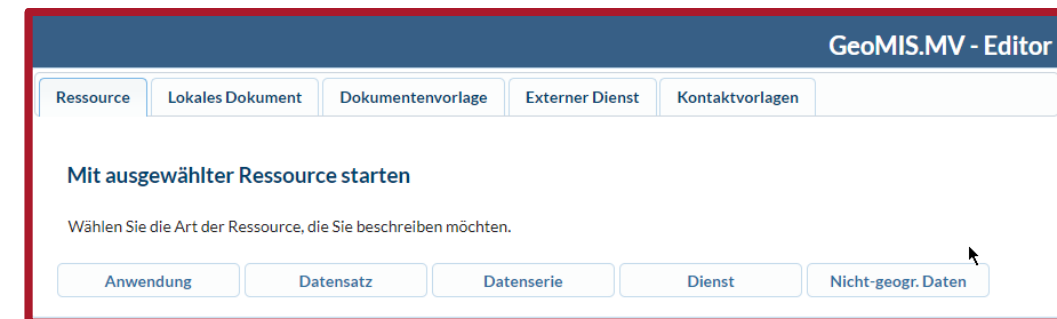 GeoMIS.MV - Editor
Ressource Lokales Dokument Dokumentenvorlage Externer Dienst Kontaktvorlagen
Mit ausgewählter Ressource starten
Wählen Sie die Art der Ressource, die Sie beschreiben möchten.
Anwendung Datensatz Datenserie Dienst Nicht-geogr. Daten